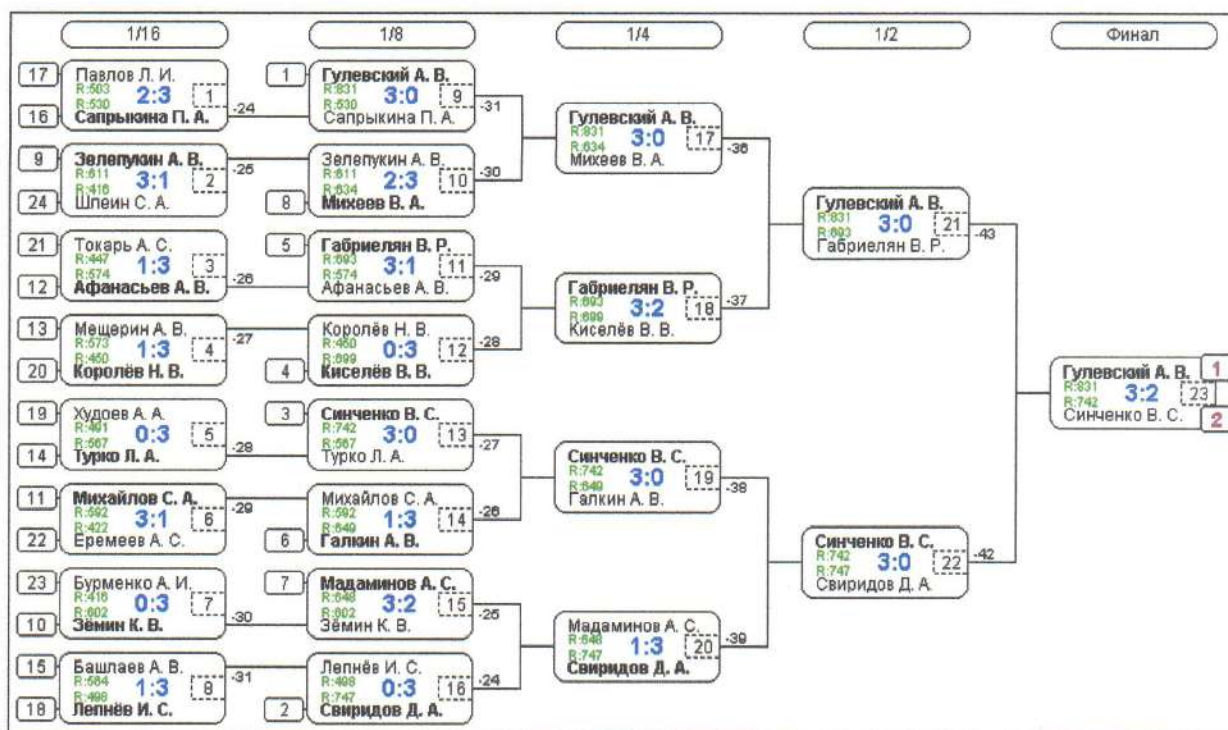 1/16
1/8
1/4
1/2
Финал
17
Павлов Л. И.
R:503
2:3
1
R:530
16
Сапрыкина П. А.
-24
9
Зелепукин А. В.
R:611
3:1
2
R:416
24
Шлеин С. А.
-25
21
Токарь А. С.
R:447
1:3
3
R:574
12
Афанасьев А. В.
-26
13
Мещерин А. В.
R:573
1:3
4
R:450
20
Королёв Н. В.
-27
19
Худоев А. А.
R:491
0:3
5
R:567
14
Турко Л. А.
-28
11
Михайлов С. А.
R:592
3:1
6
R:422
22
Еремеев А. С.
-29
23
Бурменко А. И.
R:416
0:3
7
R:602
10
Зёмин К. В.
-30
15
Башлаев А. В.
R:564
1:3
8
R:498
18
Лепнёв И. С.
-31
1
Гулевский А. В.
R:831
3:0
9
R:530
Сапрыкина П. А.
-31
Зелепукин А. В.
R:611
2:3
10
R:634
8
Михеев В. А.
-30
5
Габриелян В. Р.
R:693
3:1
11
R:574
Афанасьев А. В.
-29
Королёв Н. В.
R:450
0:3
12
R:699
4
Киселёв В. В.
-28
3
Синченко В. С.
R:742
3:0
13
R:567
Турко Л. А.
-27
Михайлов С. А.
R:592
1:3
14
R:649
6
Галкин А. В.
-26
7
Мадаминов А. С.
R:648
3:2
15
R:602
Зёмин К. В.
-25
Лепнёв И. С.
R:498
0:3
16
R:747
2
Свиридов Д. А.
-24
Гулевский А. В.
R:831
3:0
17
R:634
Михеев В. А.
-36
Габриелян В. Р.
R:693
3:2
18
R:699
Киселёв В. В.
-37
Синченко В. С.
R:742
3:0
19
R:649
Галкин А. В.
-38
Мадаминов А. С.
R:648
1:3
20
R:747
Свиридов Д. А.
-39
Гулевский А. В.
R:831
3:0
21
R:693
Габриелян В. Р.
-43
Синченко В. С.
R:742
3:0
22
R:747
Свиридов Д. А.
-42
Гулевский А. В.
1
R:831
3:2
23
R:742
Синченко В. С.
2